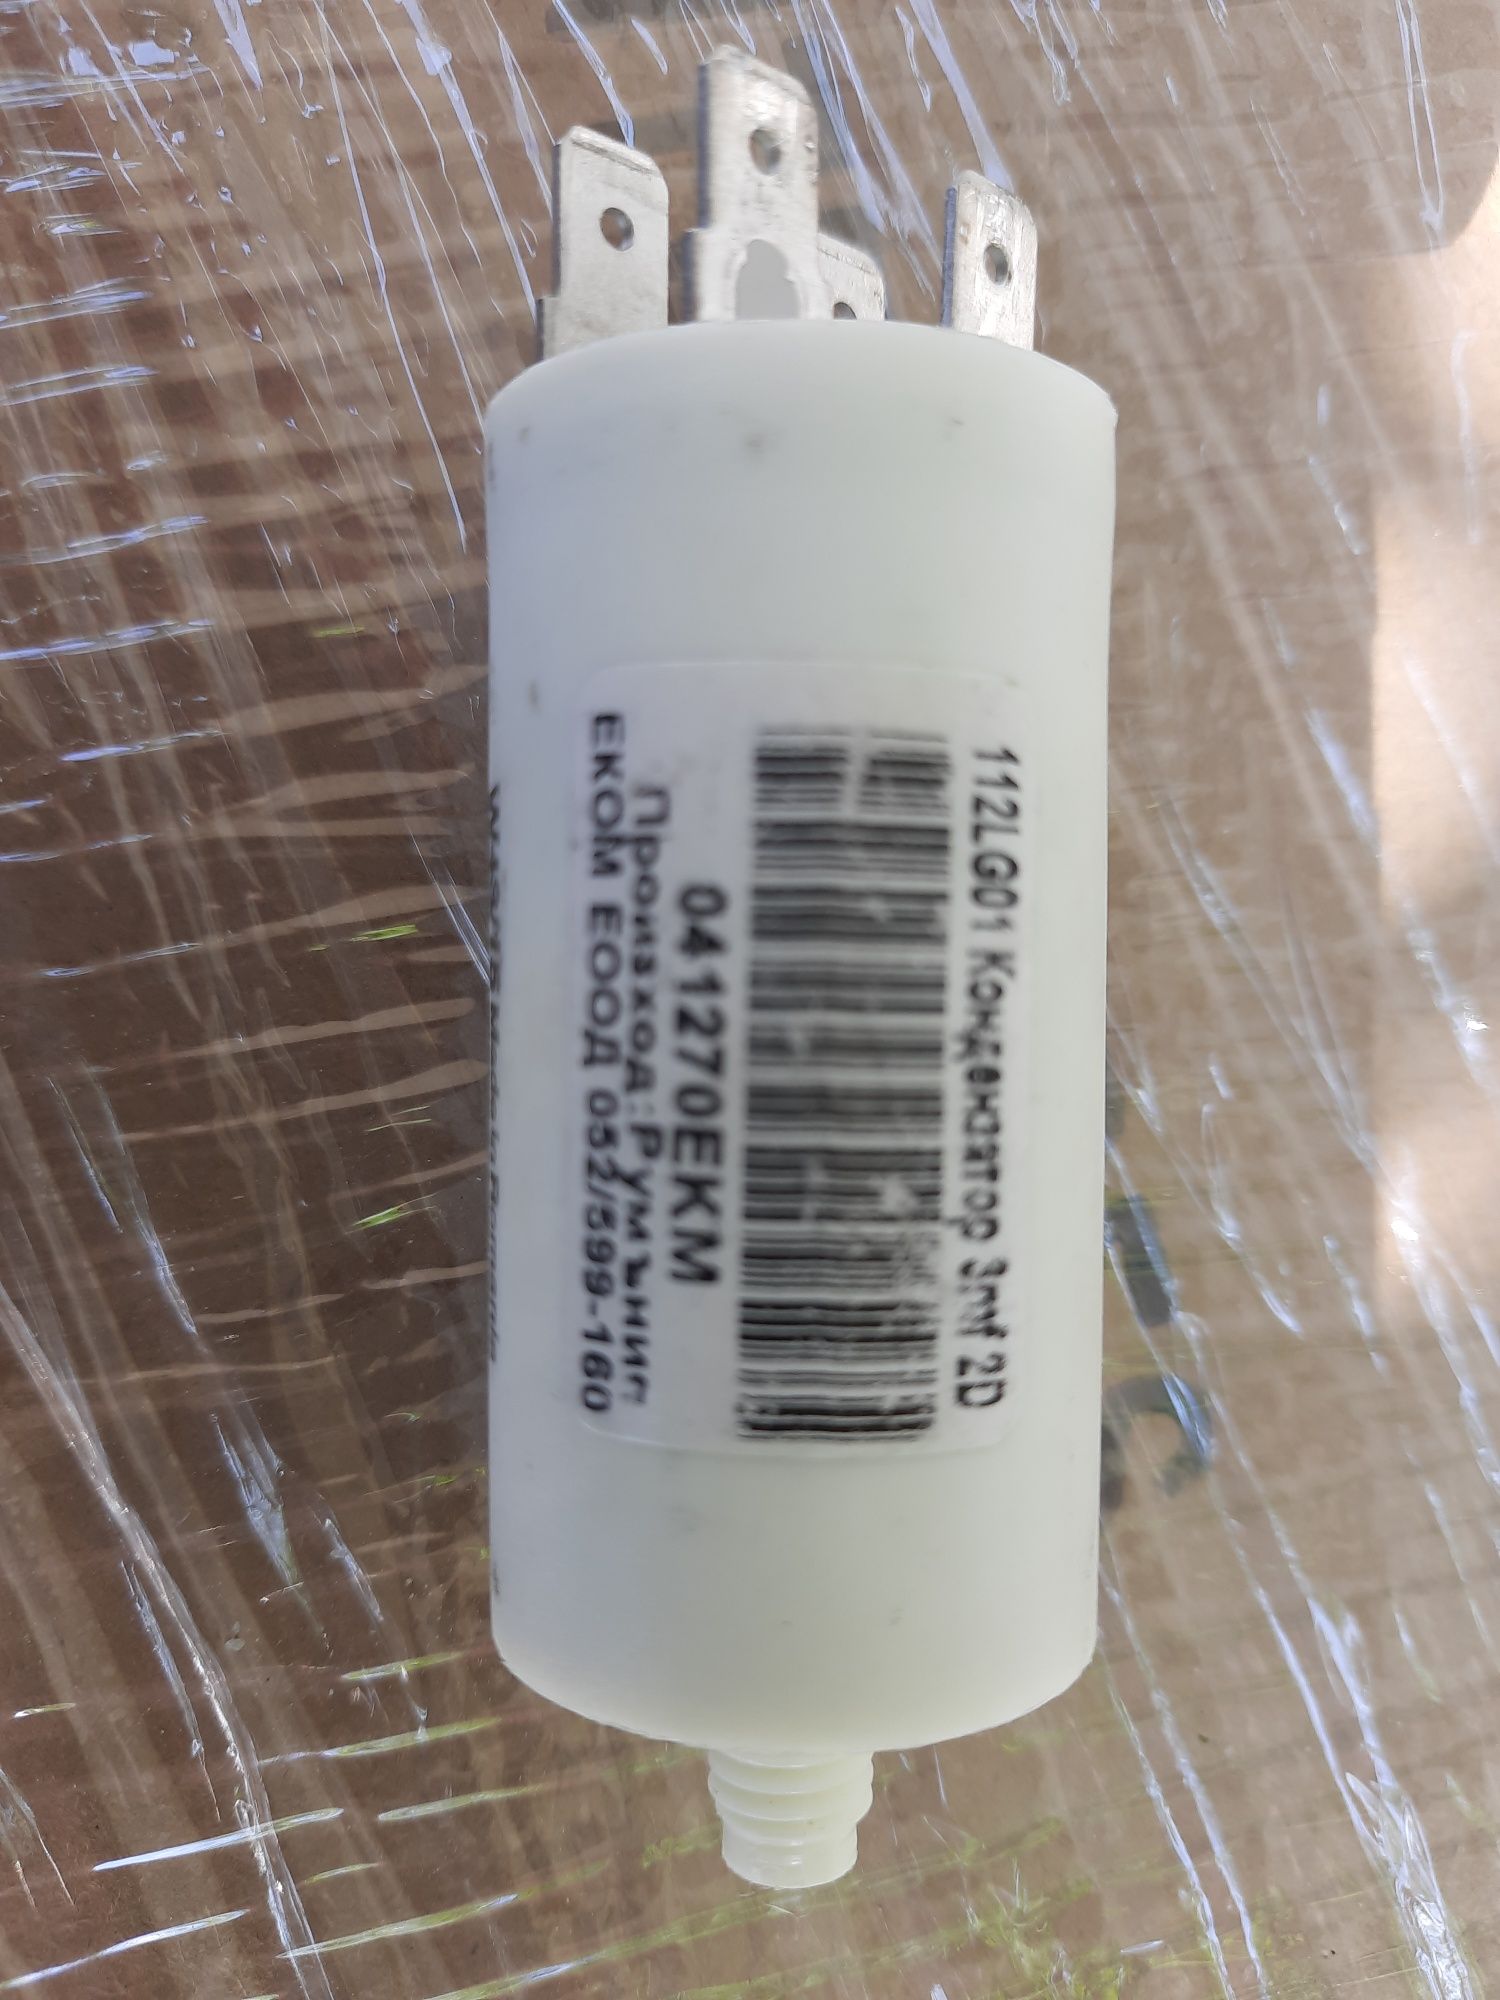 112LG01 Кондензатор 3mf 2D
041270EKM
Произход: Румъния
ЕКОМ ЕООД 052/599-160